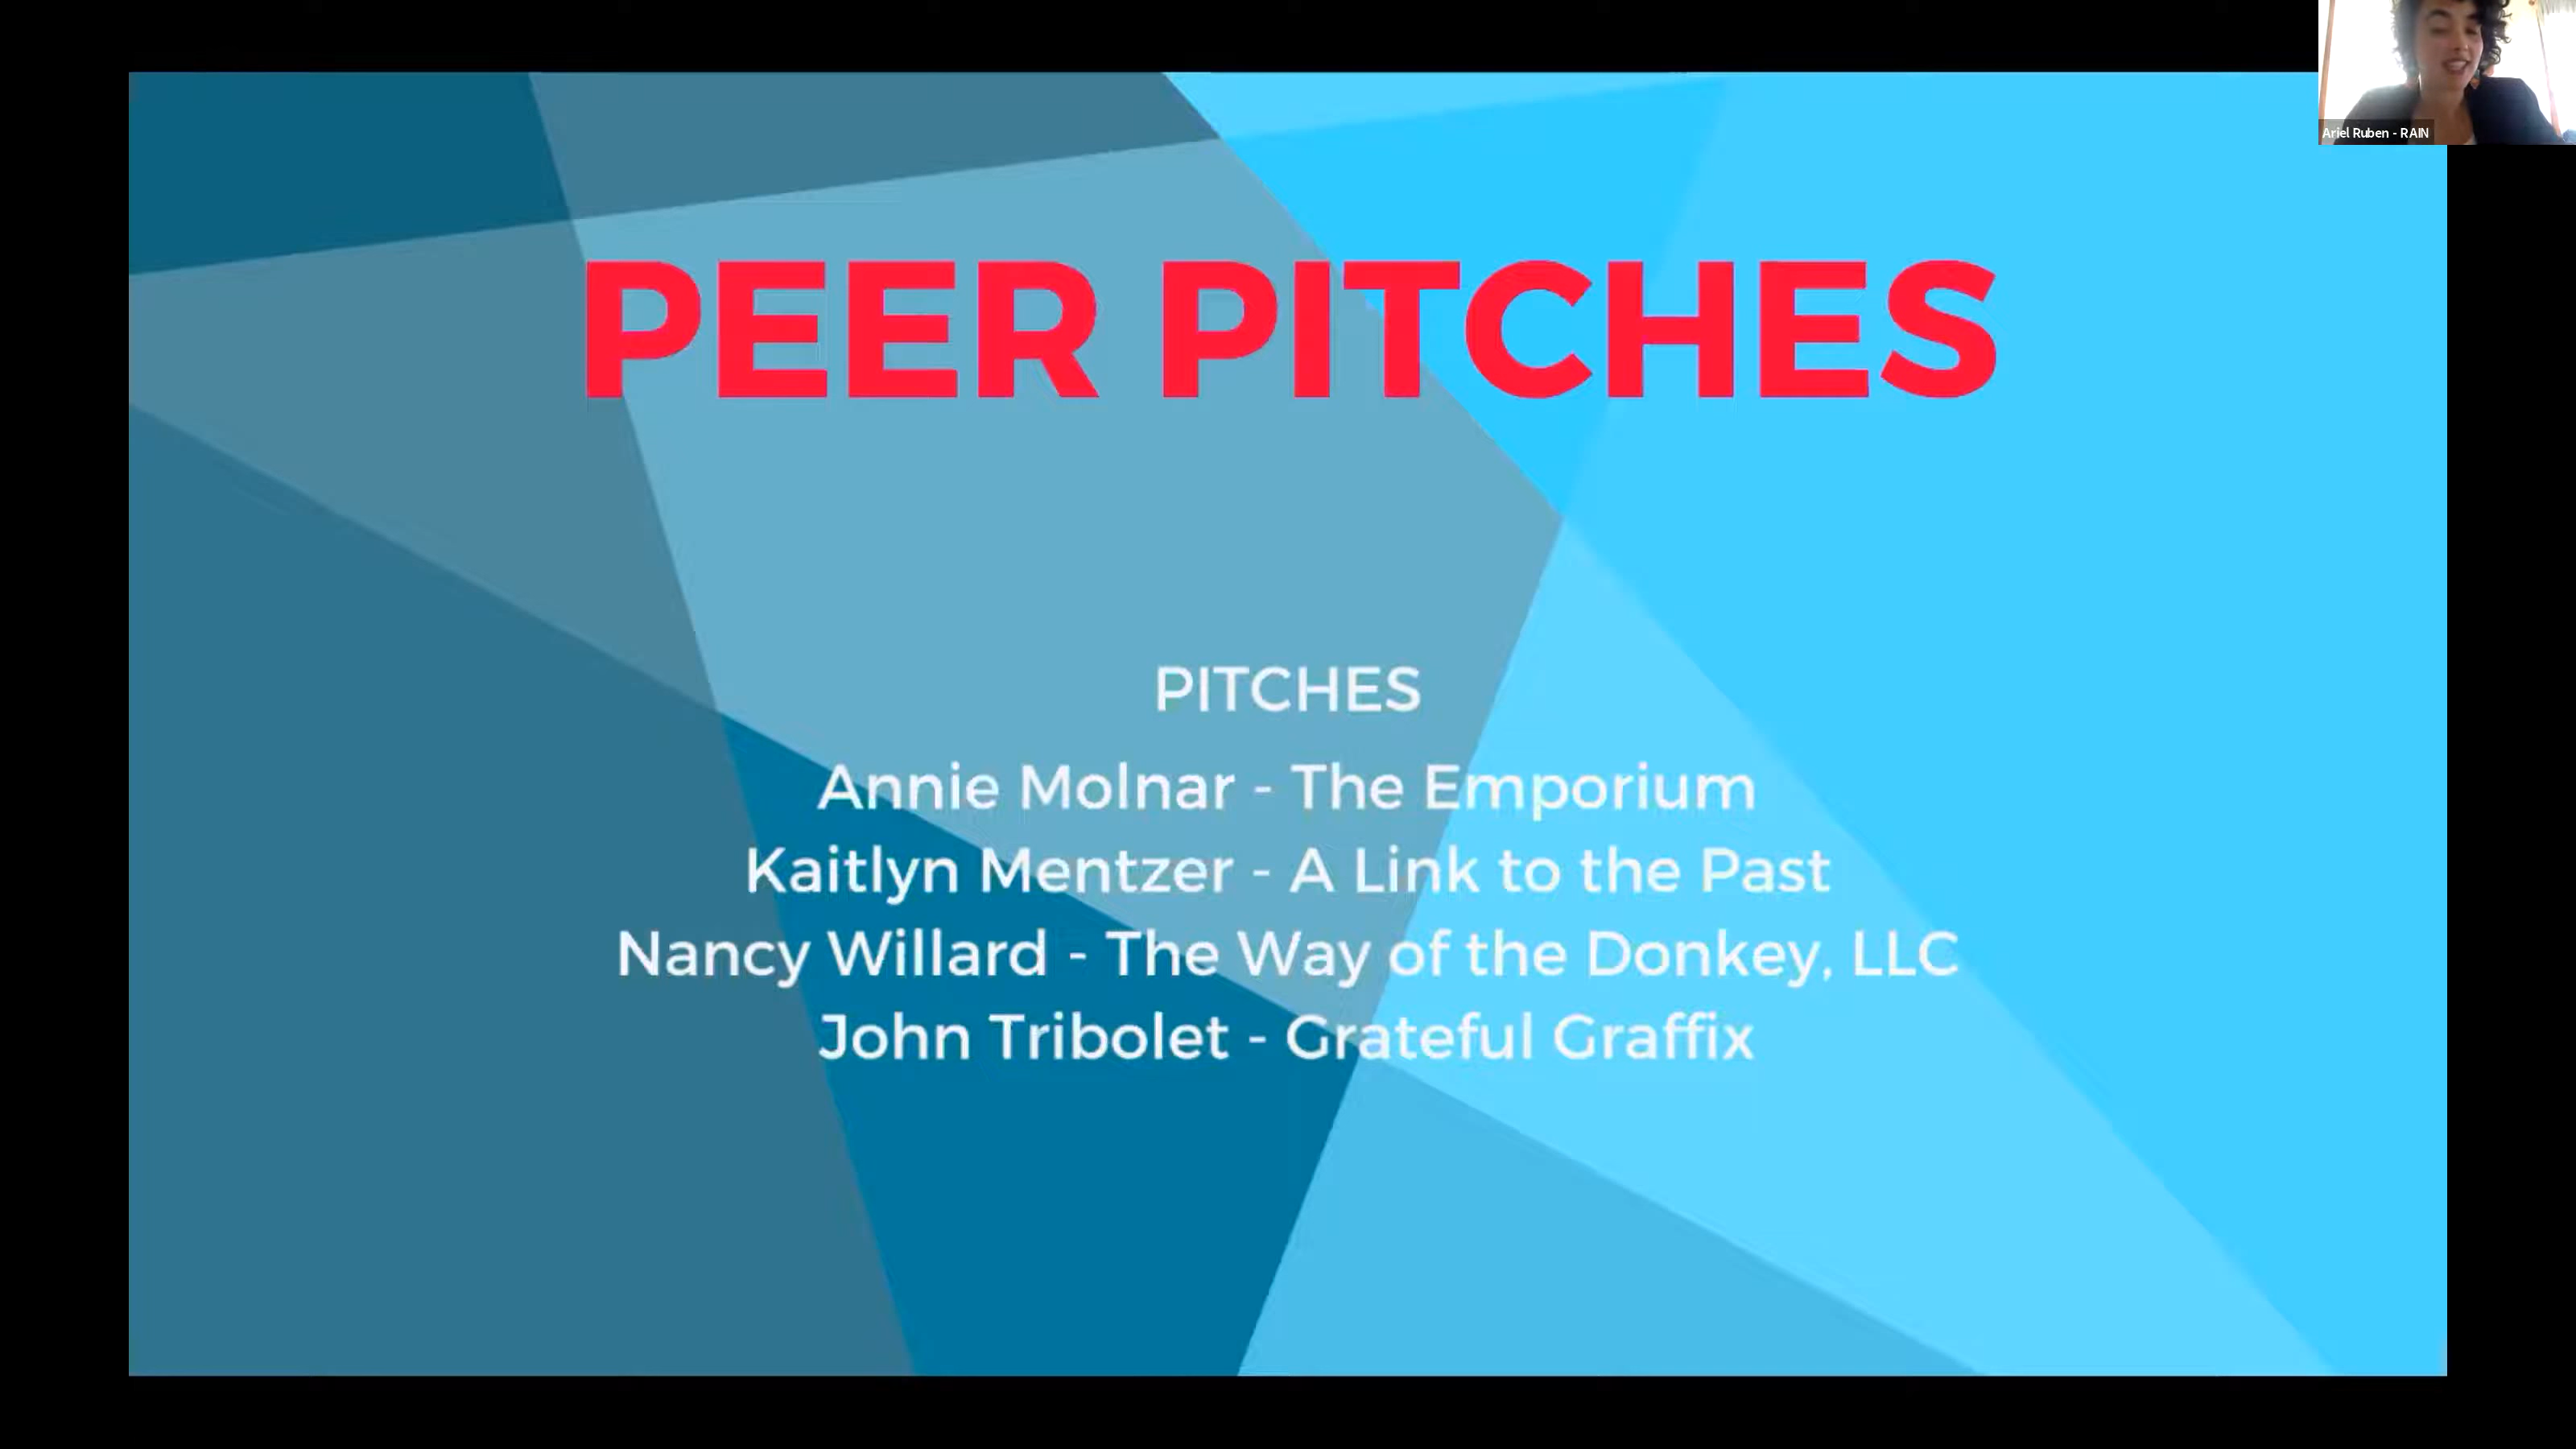 Ariel Ruben - RAIN
PEER PITCHES
PITCHES
Annie Molnar - The Emporium
Kaitlyn Mentzer - A Link to the Past
Nancy Willard - The Way of the Donkey, LLC
John Tribolet - Grateful Graffix